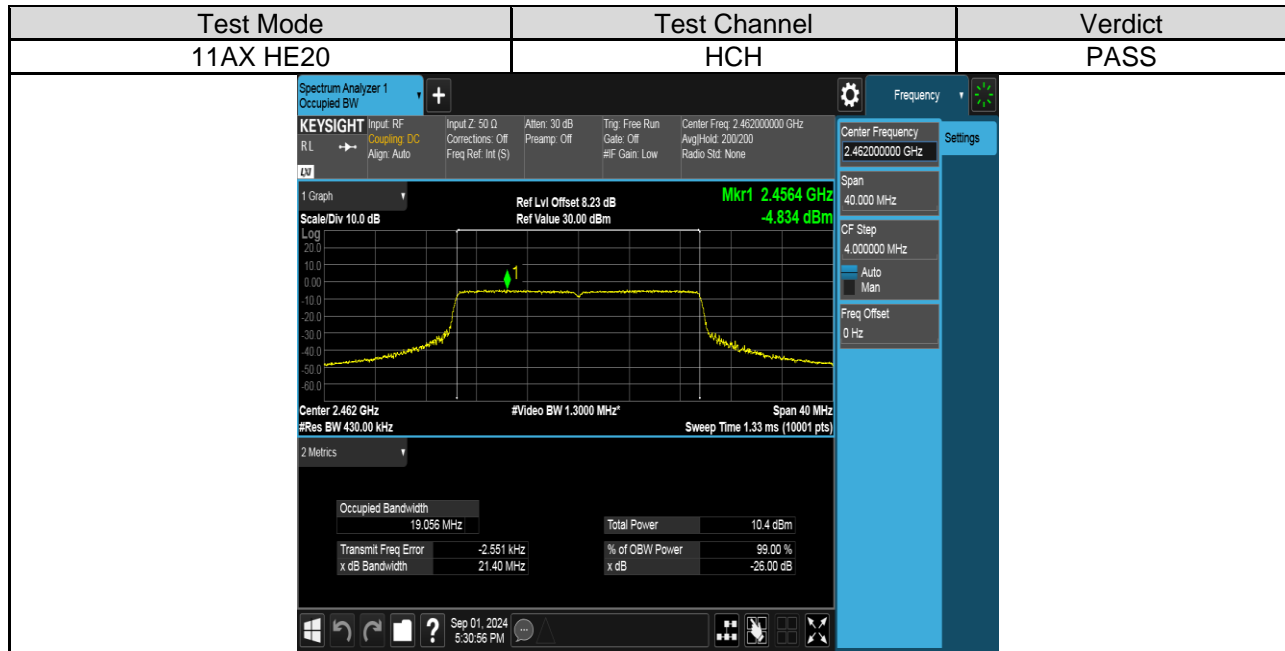 Test Mode Test Channel Verdict
11AX HE20 HCH PASS
Spectrum Analyzer 1
Occupied BW
+
Frequency
KEYSIGHT Input: RF Input Z: 50 Ω Atten: 30 dB Trig: Free Run Center Freq: 2.462000000 GHz
RL Coupling: DC Corrections: Off Preamp: Off Gate: Off Avg|Hold: 200/200
Align: Auto Freq Ref: Int (S) #IF Gain: Low Radio Std: None
LXI
Center Frequency
2.462000000 GHz
Settings
Span
40.000 MHz
CF Step
4.000000 MHz
Auto
Man
Freq Offset
0 Hz
1 Graph
Ref Lvl Offset 8.23 dB Mkr1 2.4564 GHz
Scale/Div 10.0 dB Ref Value 30.00 dBm -4.834 dBm
Log
20.0
10.0
0.00
-10.0
-20.0
-30.0
-40.0
-50.0
-60.0
1
Center 2.462 GHz #Video BW 1.3000 MHz* Span 40 MHz
#Res BW 430.00 kHz Sweep Time 1.33 ms (10001 pts)
2 Metrics
Occupied Bandwidth
19.056 MHz Total Power 10.4 dBm
Transmit Freq Error -2.551 kHz % of OBW Power 99.00 %
x dB Bandwidth 21.40 MHz x dB -26.00 dB
? Sep 01, 2024
5:30:56 PM